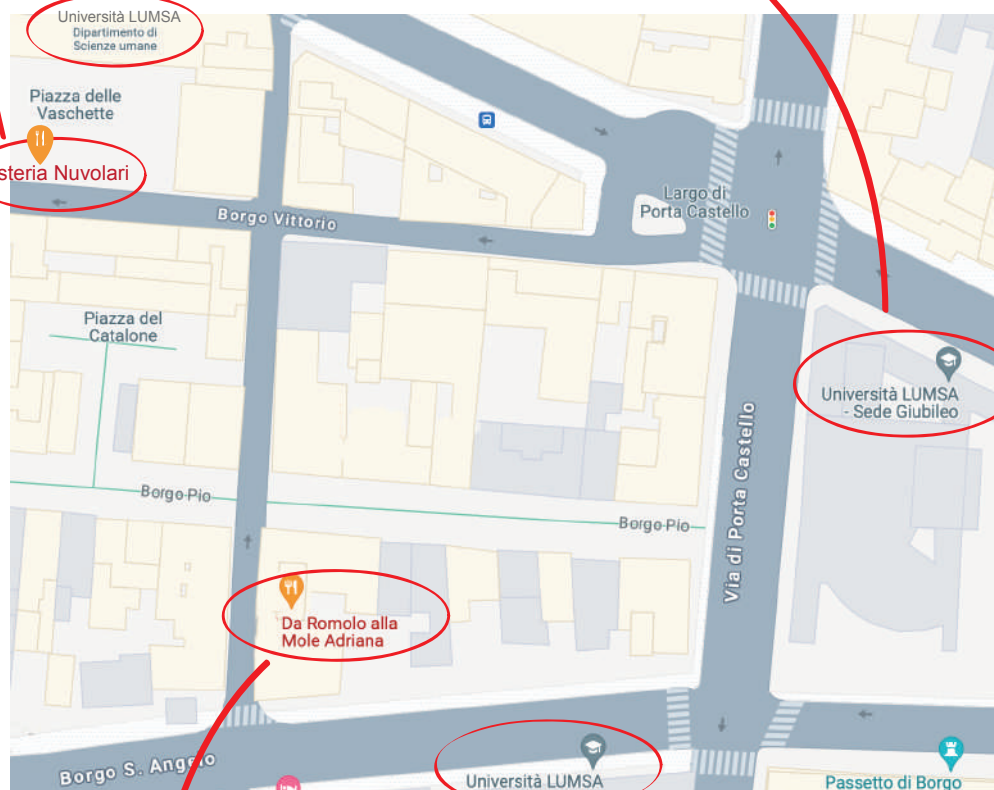 Università LUMSA
Dipartimento di
Scienze umane
Piazza delle
Vaschette
steria Nuvolari
Borgo Vittorio
Largo di
Porta Castello
Piazza del
Catalone
Università LUMSA
- Sede Giubileo
Via di Porta Castello
Borgo Pio
Borgo Pio
Da Romolo alla
Mole Adriana
Borgo S. Angelo
Università LUMSA
Passetto di Borgo